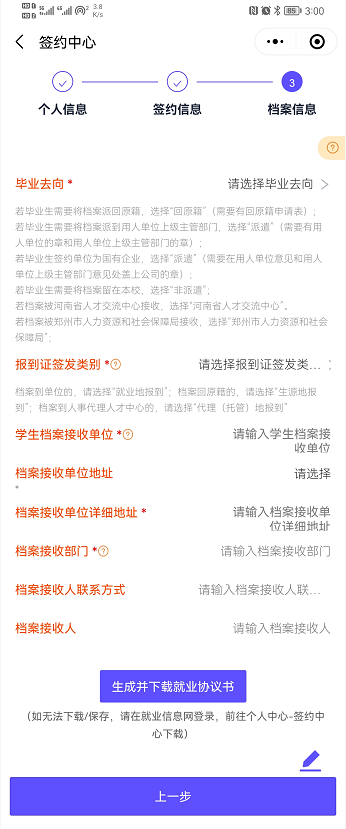 3.8
K/s
85
3:00
签约中心
3
个人信息
签约信息
档案信息
毕业去向 *
请选择毕业去向
若毕业生需要将档案派回原籍，选择“回原籍”（需要有回原籍申请表）；
若毕业生需要将档案派到用人单位上级主管部门，选择“派遣”（需要有用
人单位的章和用人单位上级主管部门的章）；
若毕业生签约单位为国有企业，选择“派遣”（需要在用人单位意见和用人
单位上级主管部门意见处盖上公司的章）；
若毕业生需要将档案留在本校，选择“非派遣”；
若档案被河南省人才交流中心接收，选择“河南省人才交流中心”。
若档案被郑州市人力资源和社会保障局接收，选择“郑州市人力资源和社会
保障局”；
报到证签发类别 *
请选择报到证签发类...
档案到单位的，请选择“就业地报到”；档案回原籍的，请选择“生源地报
到”；档案到人事代理人才中心的，请选择“代理（托管）地报到”
学生档案接收单位 *
请输入学生档案接
收单位
档案接收单位地址
*
请选择
档案接收单位详细地址 *
请输入档案接收单
位详细地址
档案接收部门 *
请输入档案接收部门
档案接收人联系方式
请输入档案接收人联...
档案接收人
请输入档案接收人
生成并下载就业协议书
（如无法下载/保存，请在就业信息网登录，前往个人中心-签约中
心下载）
上一步